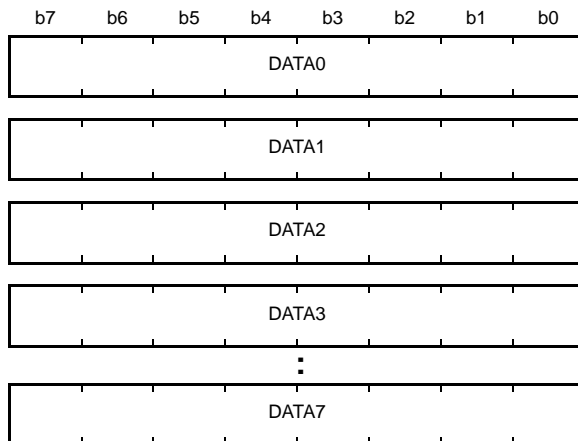 b7 b6 b5 b4 b3 b2 b1 b0
DATA0
DATA1
DATA2
DATA3
:
DATA7